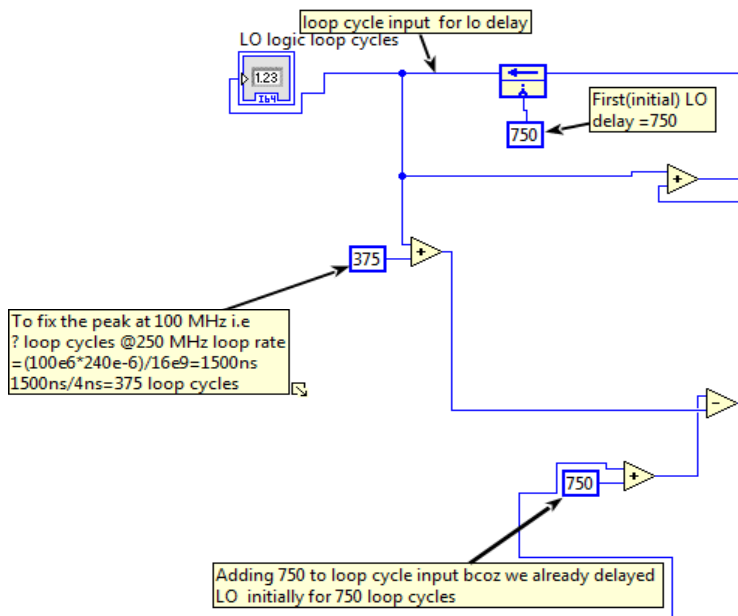 loop cycle input  for lo delay
LO logic loop cycles
1.23
I64
First(initial) LO
delay =750
750
+
375
+
To fix the peak at 100 MHz i.e
? loop cycles @250 MHz loop rate
=(100e6*240e-6)/16e9=1500ns
1500ns/4ns=375 loop cycles
-
750
+
Adding 750 to loop cycle input bcoz we already delayed
LO  initially for 750 loop cycles